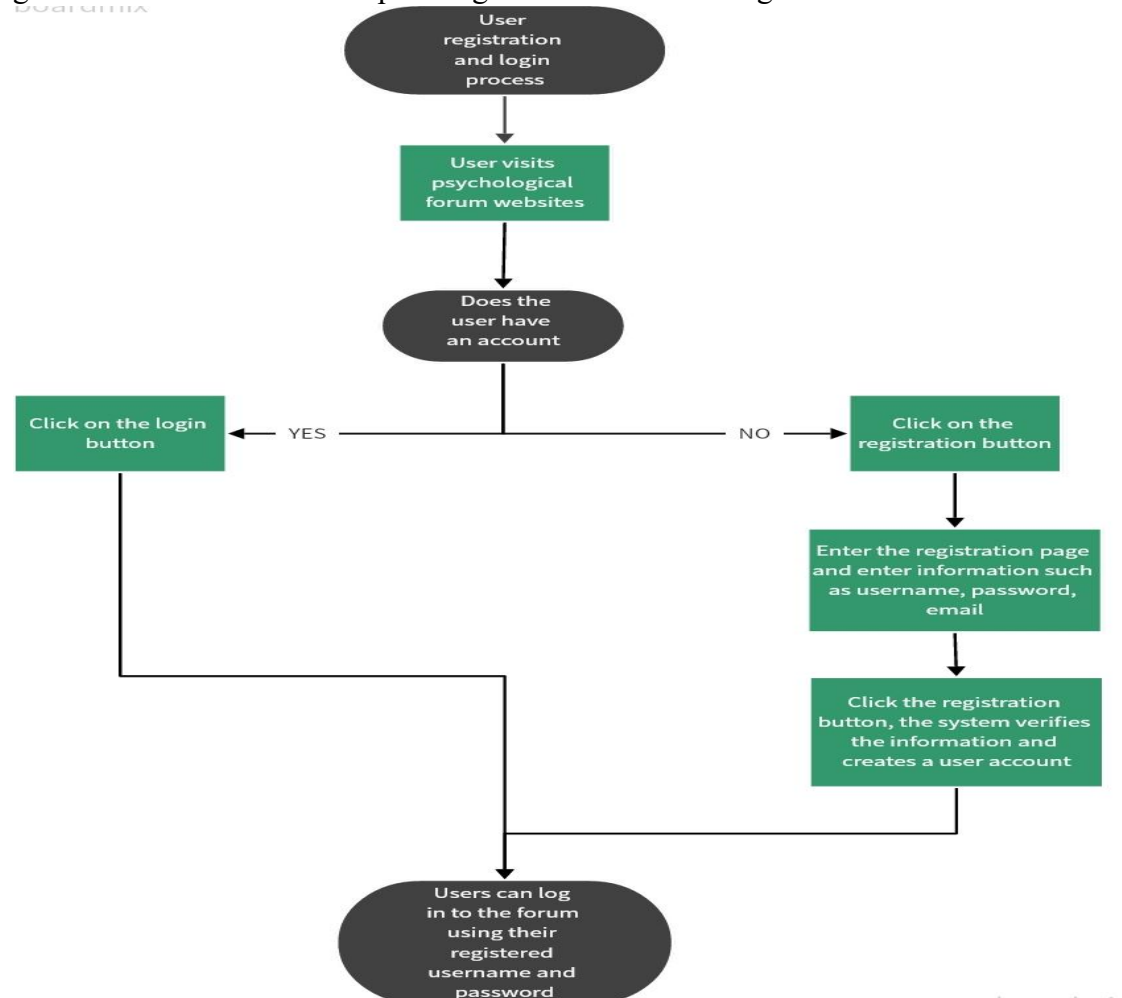 boardmix
User
registration
and login
process
User visits
psychological
forum websites
Does the
user have
an account
Click on the login
button
YES
NO
Click on the
registration button
Enter the registration page
and enter information such
as username, password,
email
Click the registration
button, the system verifies
the information and
creates a user account
Users can log
in to the forum
using their
registered
username and
password